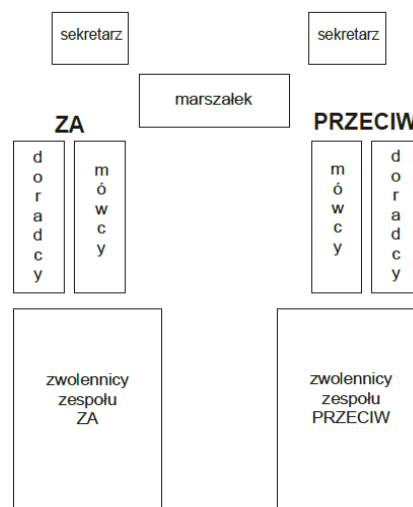 sekretarz
sekretarz
marszałek
ZA
PRZECIW
doradcy
mówcy
mówcy
doradcy
zwolennicy
zespołu
ZA
zwolennicy
zespołu
PRZECIW